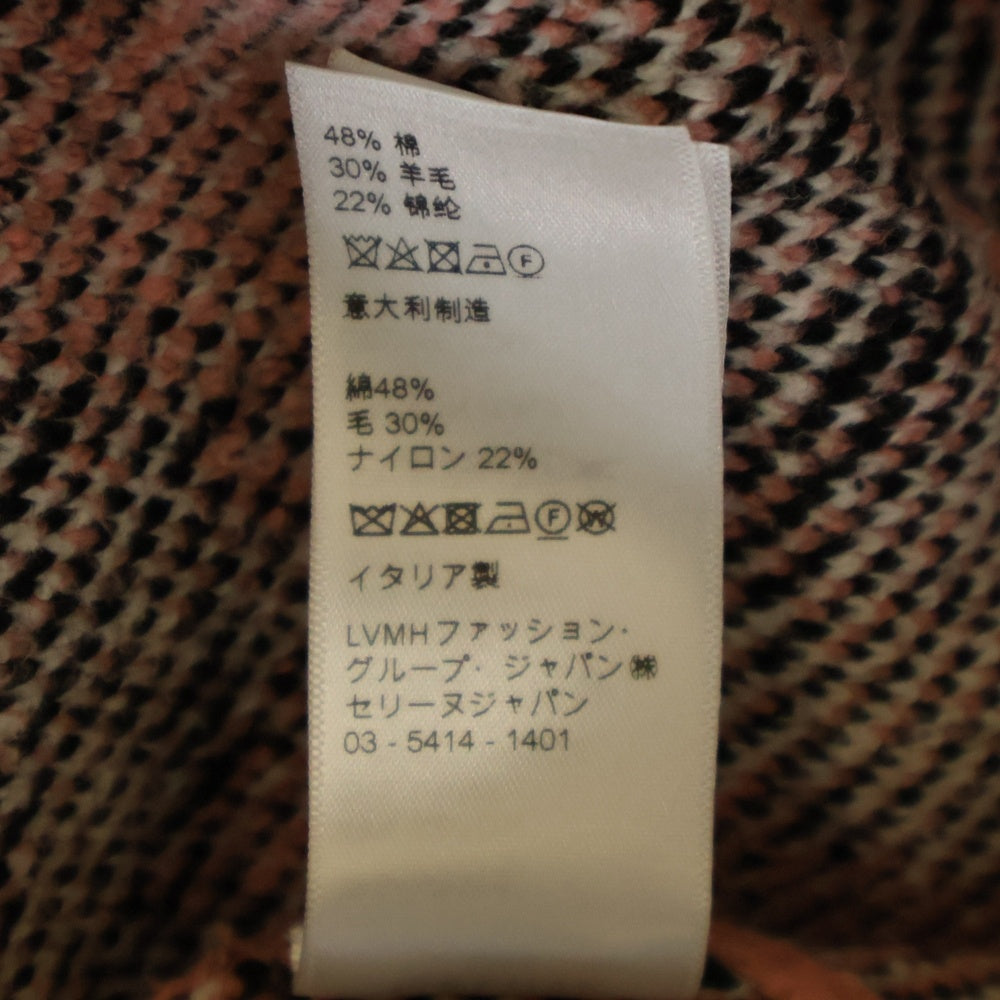 48% 棉
30% 羊毛
22% 锦纶
F
意大利制造
綿48%
毛 30%
ナイロン 22%
F W
イタリア製
LVMHファッション·
グループ· ジャパン㈱
セリーヌジャパン
03 - 5414 - 1401